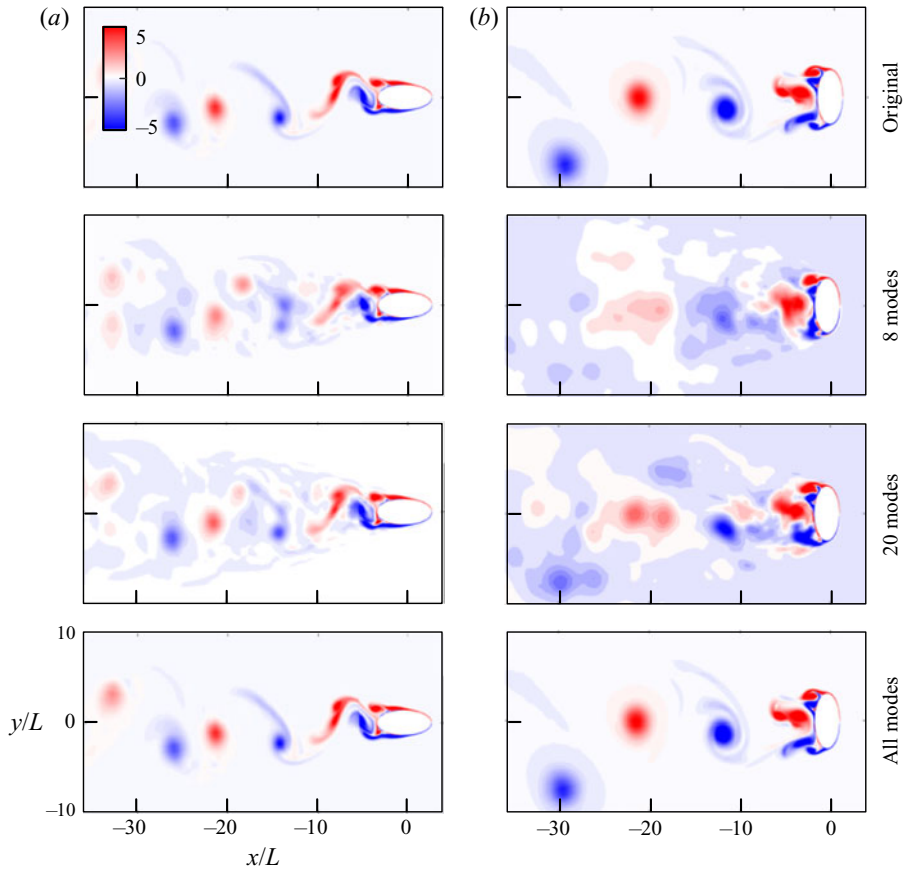 (a)
(b)
5
0
–5
Original
8 modes
20 modes
10
y/L
0
–10
All modes
–30
–20
–10
0
–30
–20
–10
0
x/L
x/L